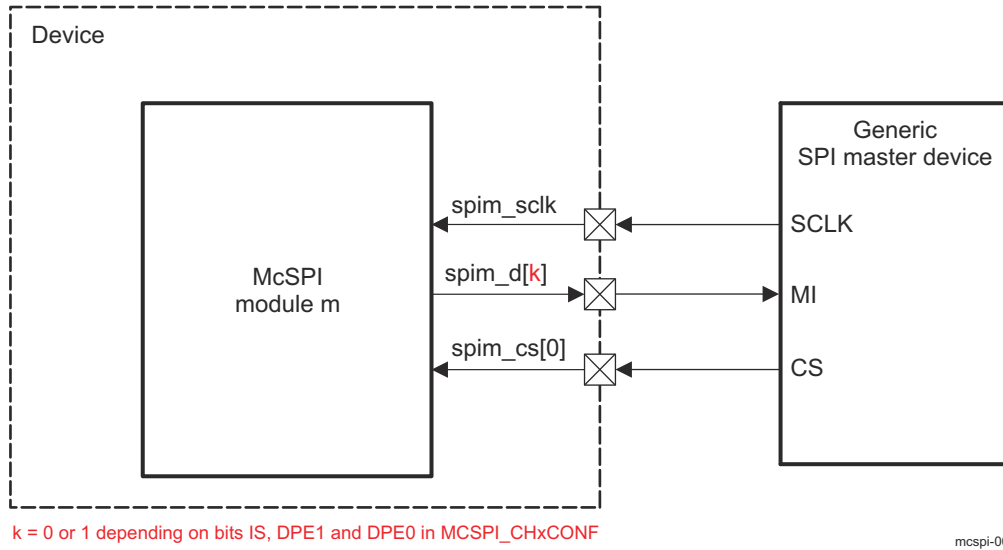 Device
Generic
SPI master device
spim_sclk
SCLK
McSPI
module m
spim_d[k]
MI
spim_cs[0]
CS
k = 0 or 1 depending on bits IS, DPE1 and DPE0 in MCSPI_CHxCONF